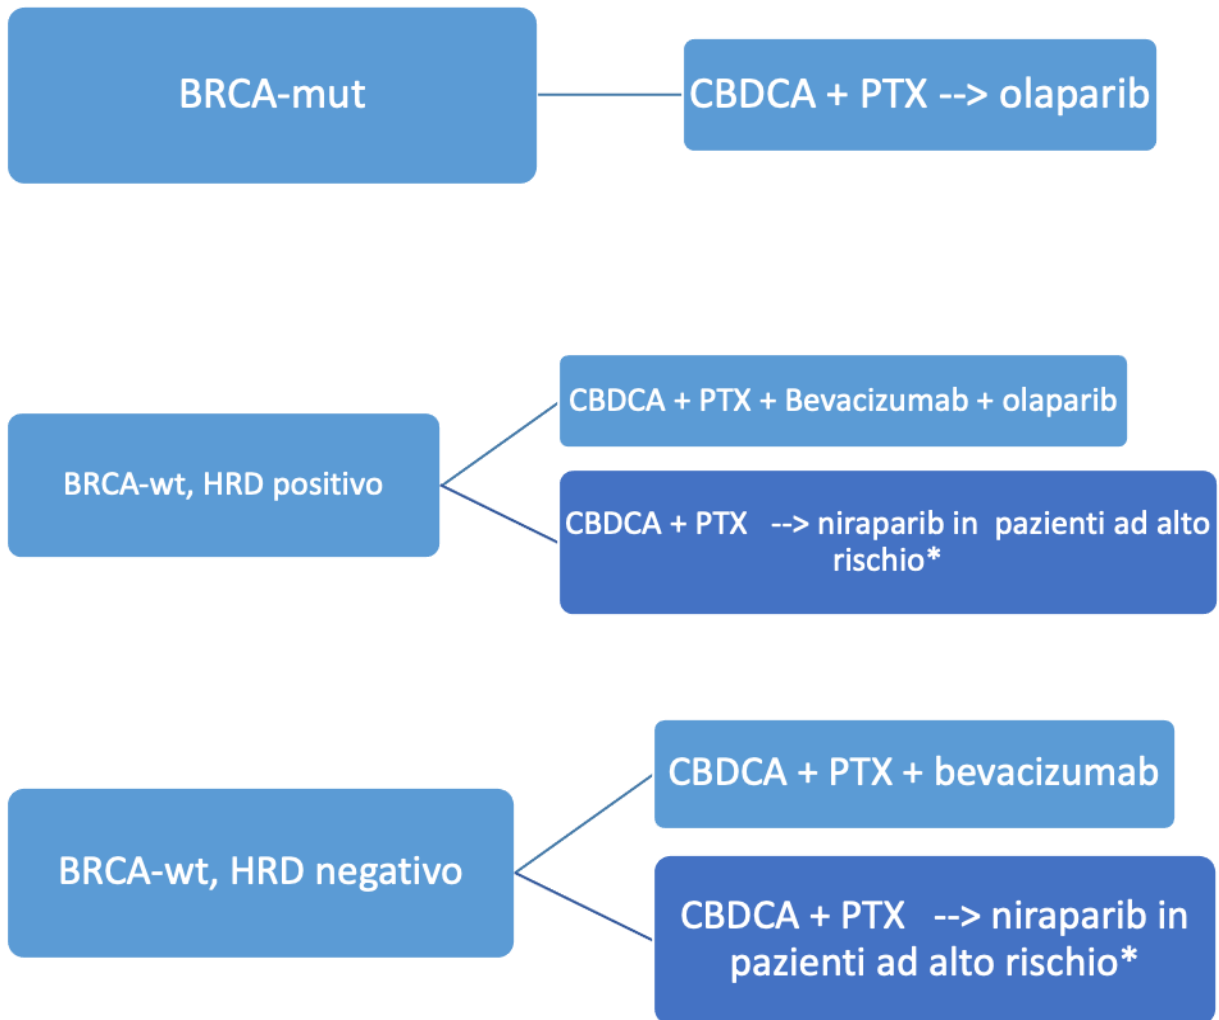 BRCA-mut
CBDCA + PTX --> olaparib
CBDCA + PTX + Bevacizumab + olaparib
BRCA-wt, HRD positivo
CBDCA + PTX --> niraparib in pazienti ad alto
rischio*
CBDCA + PTX + bevacizumab
BRCA-wt, HRD negativo
CBDCA + PTX --> niraparib in
pazienti ad alto rischio*